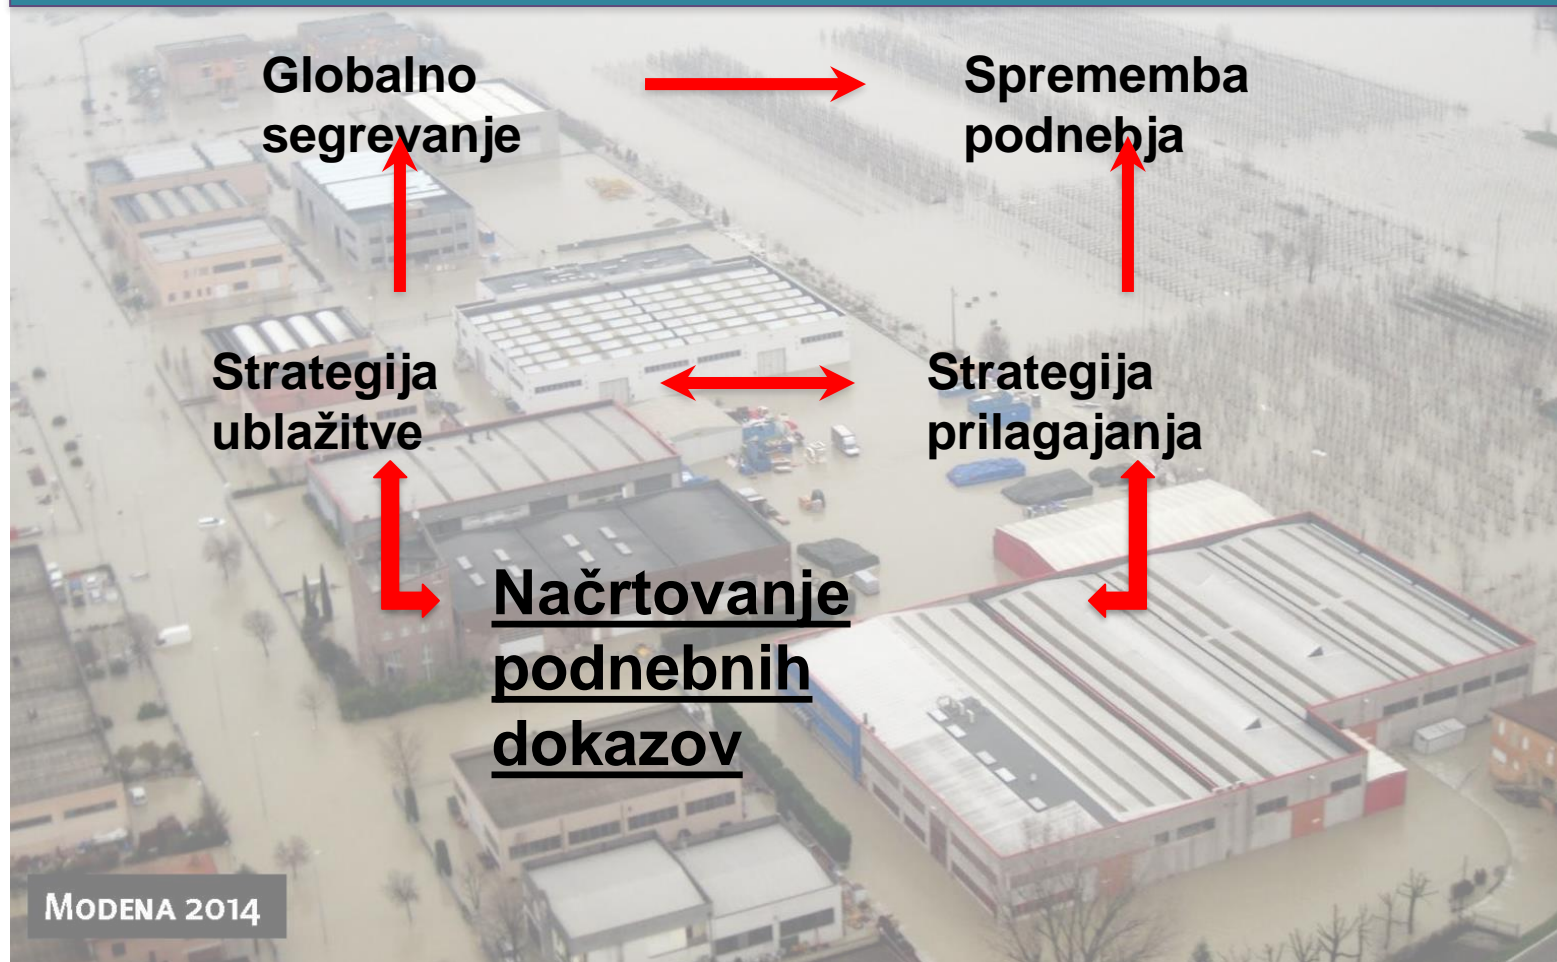 Globalno
segrevanje
Sprememba
podnebja
Strategija
ublažitve
Strategija
prilagajanja
Načrtovanje
podnebnih
dokazov
MODENA 2014